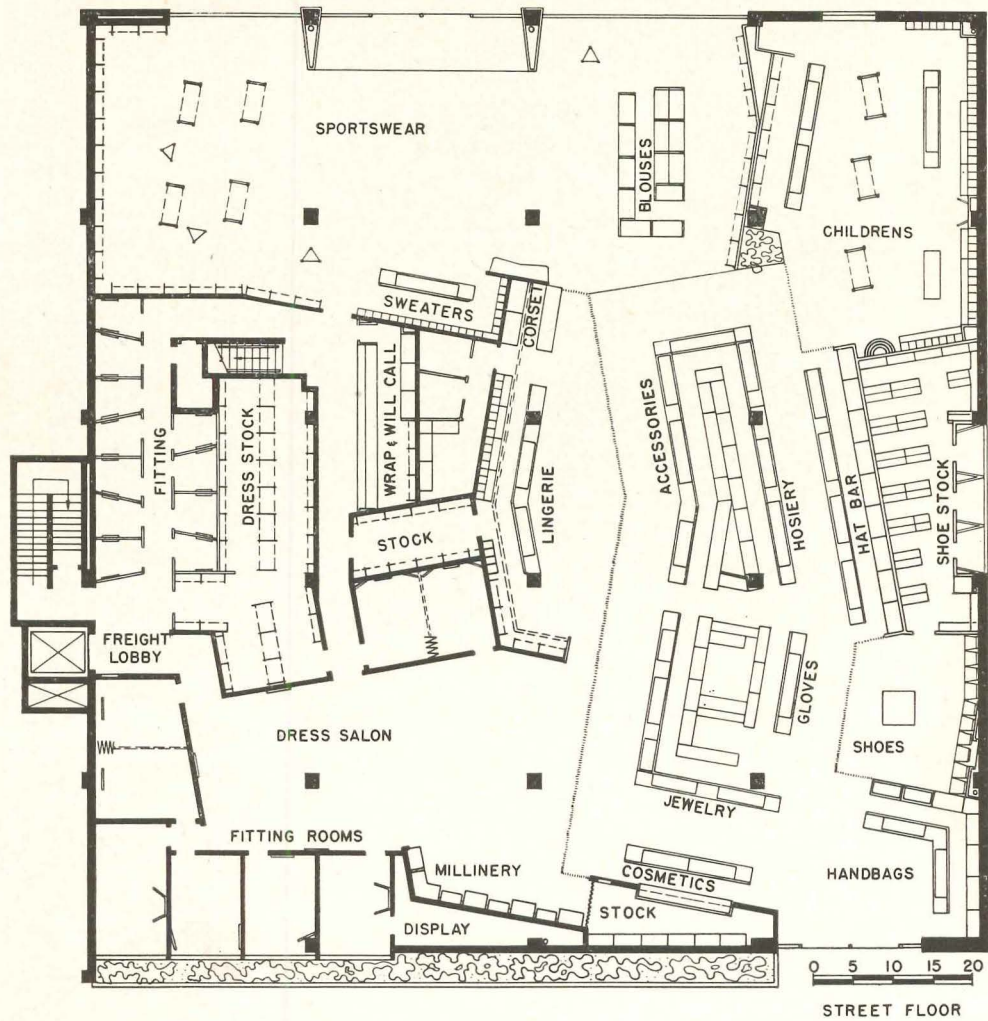 SPORTSWEAR
BLOUSES
CHILDRENS
SWEATERS
CORSET
WRAP & WILL CALL
ACCESSORIES
FITTING
DRESS STOCK
LINGERIE
HOSIERY
HAT BAR
SHOE STOCK
STOCK
FREIGHT
LOBBY
GLOVES
DRESS SALON
SHOES
JEWELRY
FITTING ROOMS
MILLINERY
COSMETICS
HANDBAGS
STOCK
DISPLAY
0 5 10 15 20
STREET FLOOR